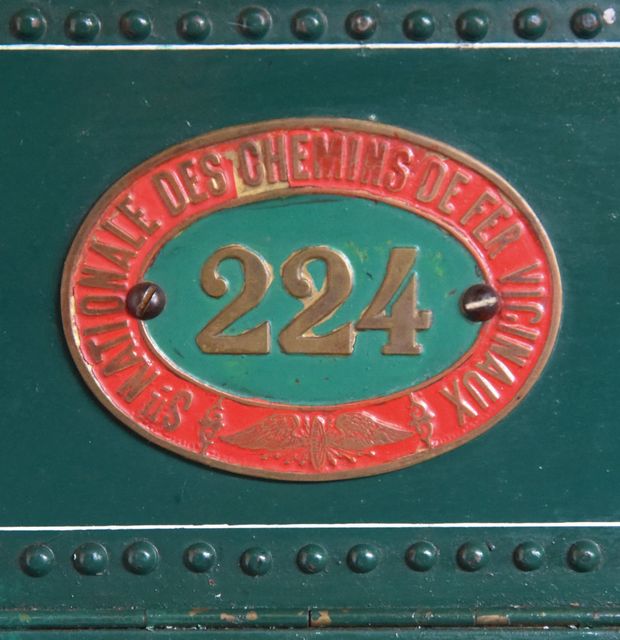 STÉ NATIONALE DES CHEMINS DE FER VICINAUX
224